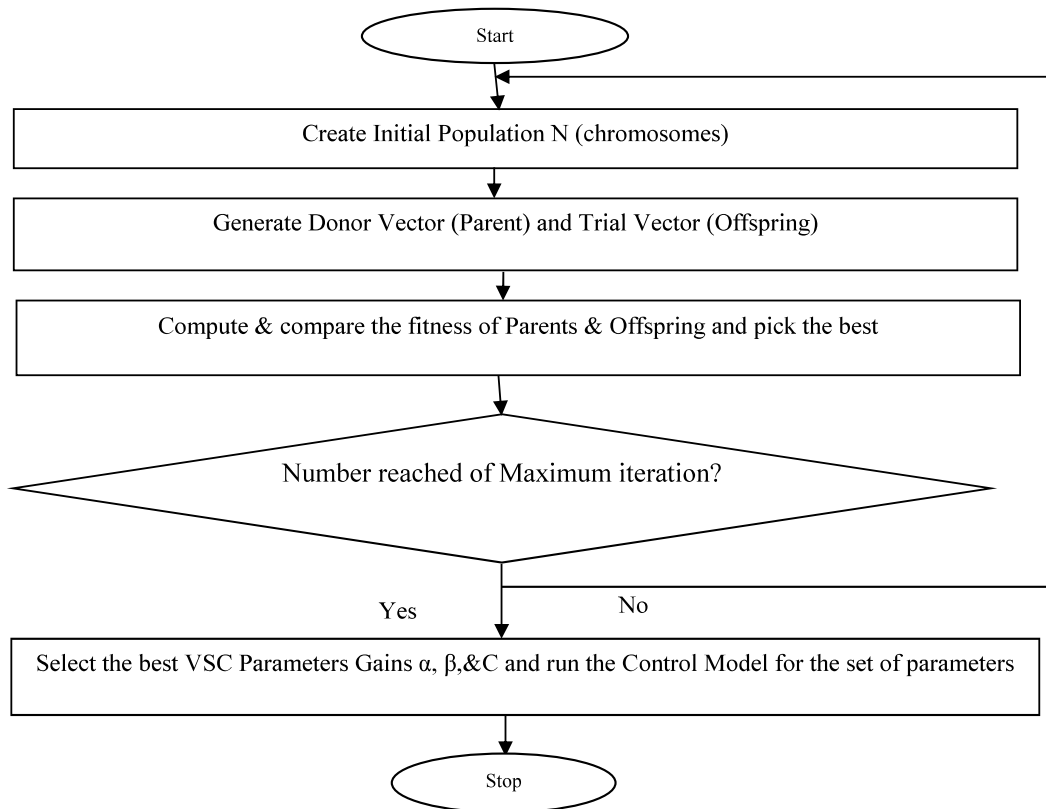 Start
Create Initial Population N (chromosomes)
Generate Donor Vector (Parent) and Trial Vector (Offspring)
Compute & compare the fitness of Parents & Offspring and pick the best
Number reached of Maximum iteration?
Yes
No
Select the best VSC Parameters Gains α, β,&C and run the Control Model for the set of parameters
Stop